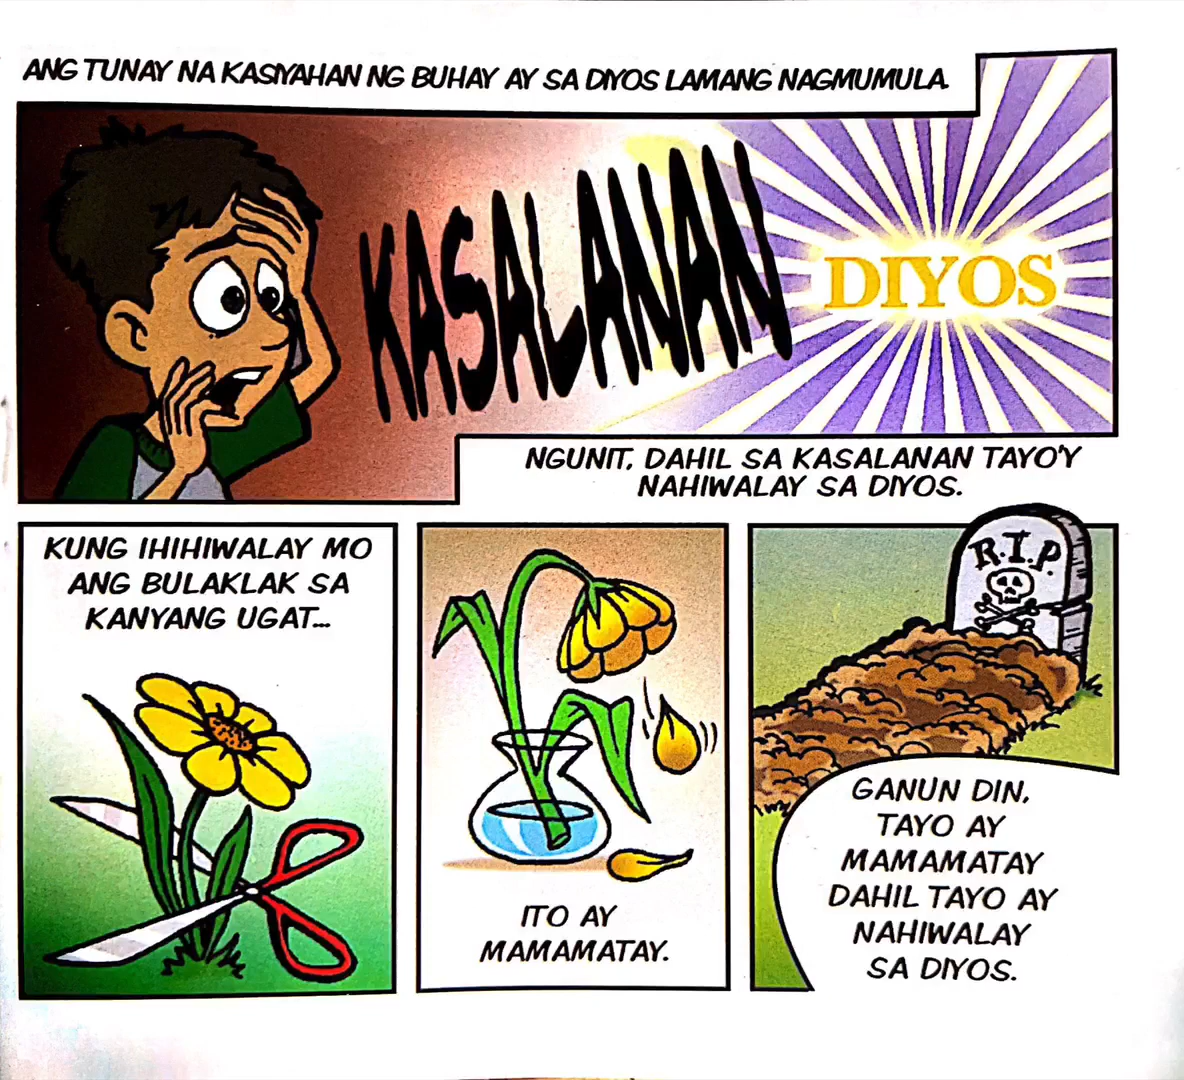 ANG TUNAY NA KASIYAHAN NG BUHAY AY SA DIYOS LAMANG NAGMUMULA.
KASALANAN
DIYOS
NGUNIT, DAHIL SA KASALANAN TAYO'Y
NAHIWALAY SA DIYOS.
KUNG IHIHIWALAY MO
ANG BULAKLAK SA
KANYANG UGAT...
ITO AY
MAMAMATAY.
R.I.P.
GANUN DIN,
TAYO AY
MAMAMATAY
DAHIL TAYO AY
NAHIWALAY
SA DIYOS.